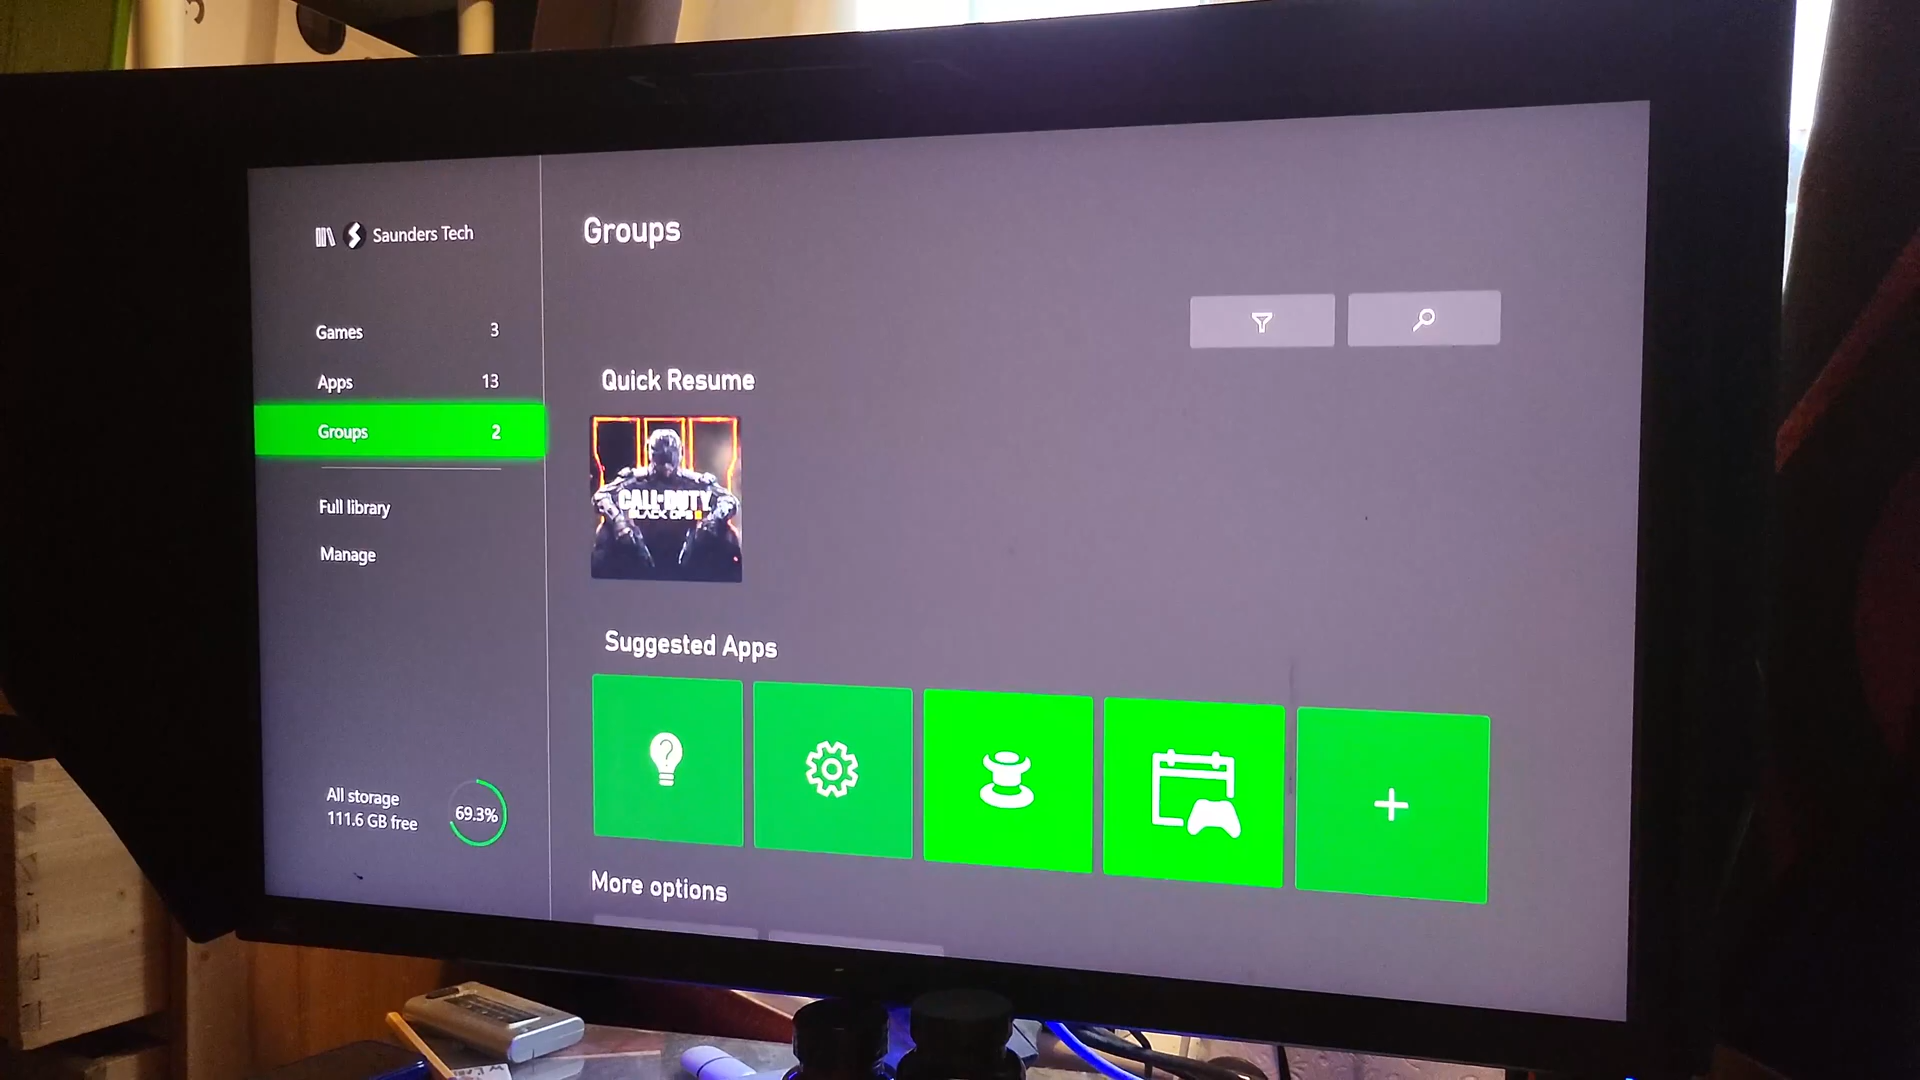 Saunders Tech
Games 3
Apps 13
Groups 2
Full library
Manage
All storage
111.6 GB free
69.3%
Groups
Quick Resume
CALL OF DUTY
BLACK OPS III
Suggested Apps
More options